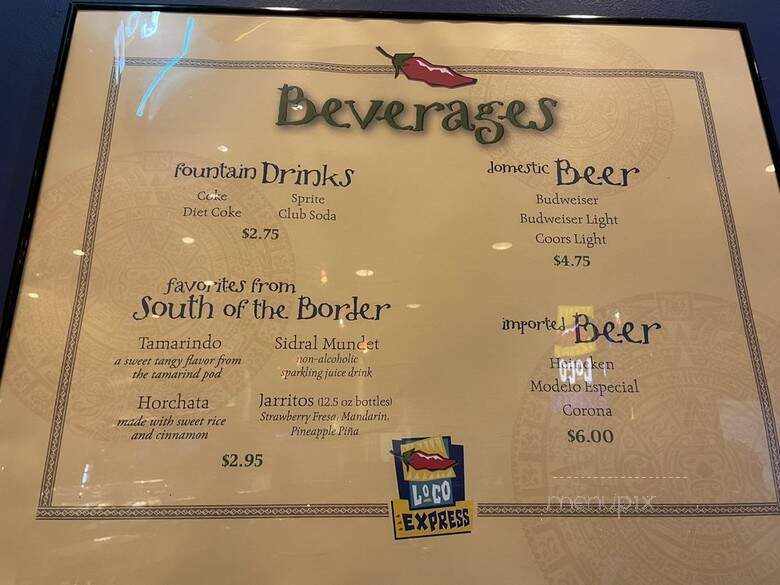 Beverages
fountain Drinks
Coke
Sprite
Diet Coke
Club Soda
$2.75
favorites from
South of the Border
Tamarindo
a sweet tangy flavor from
the tamarind pod
Sidral Mundet
non-alcoholic
sparkling juice drink
Horchata
made with sweet rice
and cinnamon
Jarritos (12.5 oz bottles)
Strawberry Fresa, Mandarin,
Pineapple Piña
$2.95
domestic Beer
Budweiser
Budweiser Light
Coors Light
$4.75
imported Beer
Heineken
Modelo Especial
Corona
$6.00
LOCO
EXPRESS
menupix